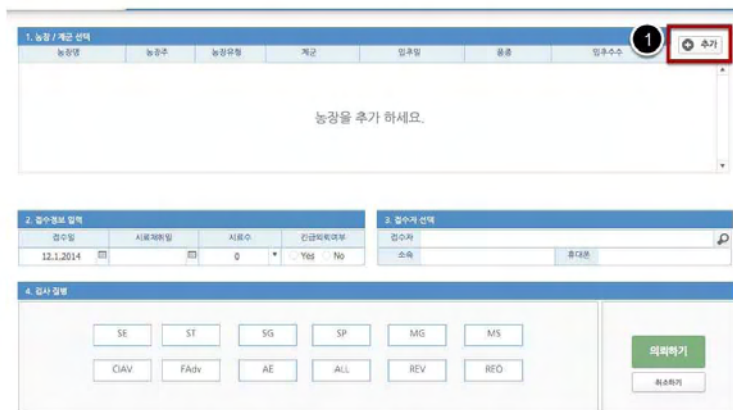 1. 농장 / 계군 선택
1
추가
농장명 농장주 농장유형 계군 입추일 품종 입추수수
농장을 추가 하세요.
2. 접수정보 입력
3. 접수자 선택
접수일 시료채취일 시료수 긴급의뢰여부
접수자
12.1.2014 0 Yes No
소속 휴대폰
4. 검사 질병
SE ST SG SP MG MS
의뢰하기
CIAV FAdv AE ALL REV REO
취소하기